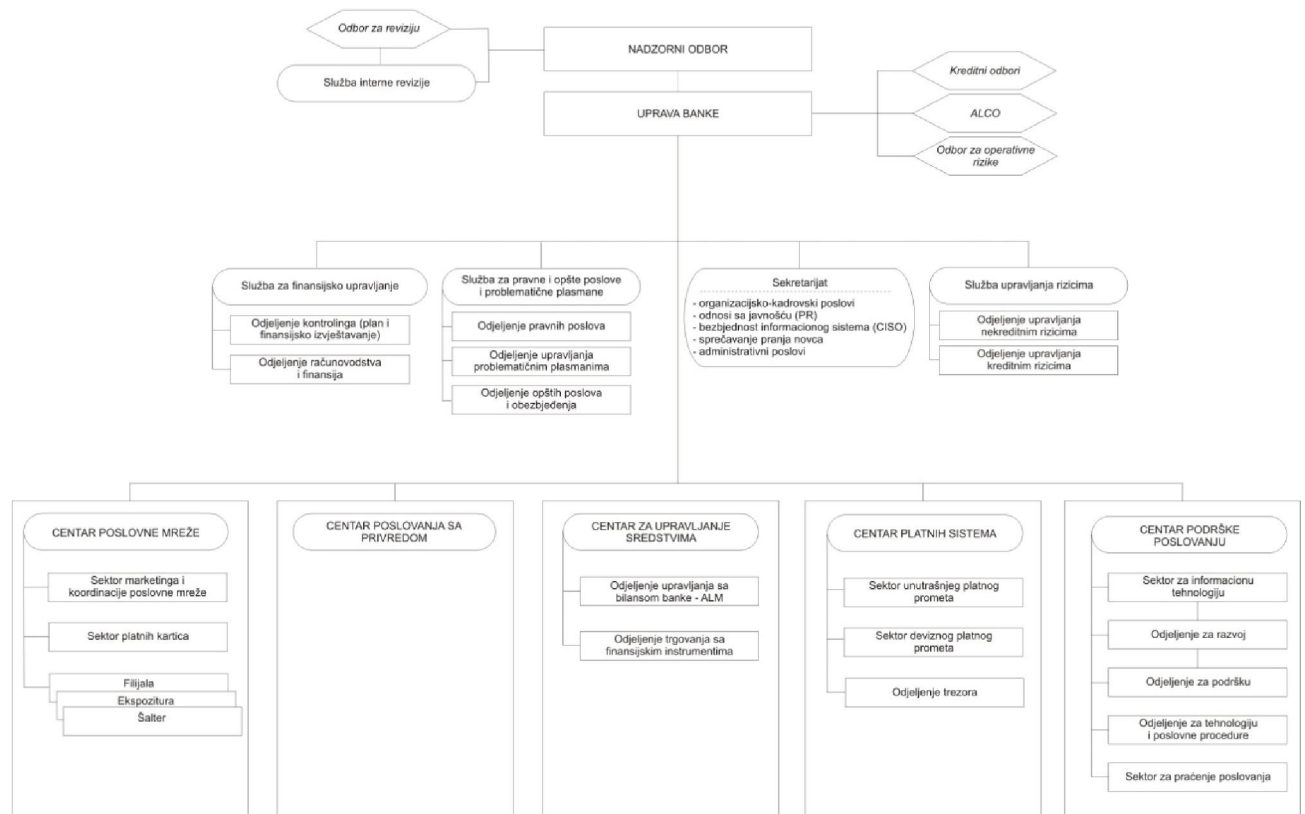 Odbor za reviziju
Služba interne revizije
NADZORNI ODBOR
UPRAVA BANKE
Kreditni odbori
ALCO
Odbor za operativne
rizike
Služba za finansijsko upravljanje
Odjeljenje kontrolinga (plan i
finansijsko izvještavanje)
Odjeljenje računovodstva
i finansija
Služba za pravne i opšte poslove
i problematične plasmane
Odjeljenje pravnih poslova
Odjeljenje upravljanja
problematičnim plasmanima
Odjeljenje opštih poslova
i obezbjeđenja
Sekretarijat
- organizacijsko-kadrovski poslovi
- odnosi sa javnošću (PR)
- bezbjednost informacionog sistema (CISO)
- sprečavanje pranja novca
- administrativni poslovi
Služba upravljanja rizicima
Odjeljenje upravljanja
nekreditnim rizicima
Odjeljenje upravljanja
kreditnim rizicima
CENTAR POSLOVNE MREŽE
Sektor marketinga i
koordinacije poslovne mreže
Sektor platnih kartica
Filijala
Ekspozitura
Šalter
CENTAR POSLOVANJA SA
PRIVREDOM
CENTAR ZA UPRAVLJANJE
SREDSTVIMA
Odjeljenje upravljanja sa
bilansom banke - ALM
Odjeljenje trgovanja sa
finansijskim instrumentima
CENTAR PLATNIH SISTEMA
Sektor unutrašnjeg platnog
prometa
Sektor deviznog platnog
prometa
Odjeljenje trezora
CENTAR PODRŠKE
POSLOVANJU
Sektor za informacionu
tehnologiju
Odjeljenje za razvoj
Odjeljenje za podršku
Odjeljenje za tehnologiju
i poslovne procedure
Sektor za praćenje poslovanja